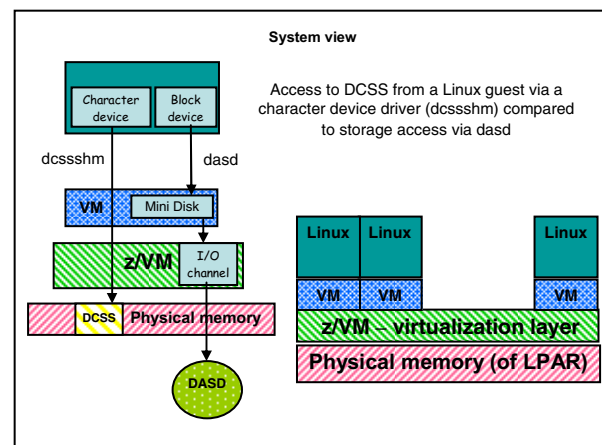 System view
Access to DCSS from a Linux guest via a
character device driver (dcssshm) compared
to storage access via dasd
Character
device
Block
device
dcssshm
dasd
VM
Mini Disk
z/VM
I/O
channel
DCSS
Physical memory
DASD
Linux
Linux
Linux
VM
VM
VM
z/VM – virtualization layer
Physical memory (of LPAR)